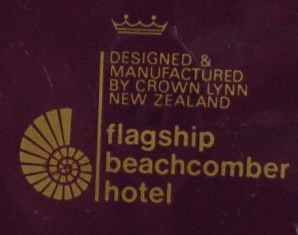 DESIGNED &
MANUFACTURED
BY CROWN LYNN
NEW ZEALAND
flagship
beachcomber
hotel